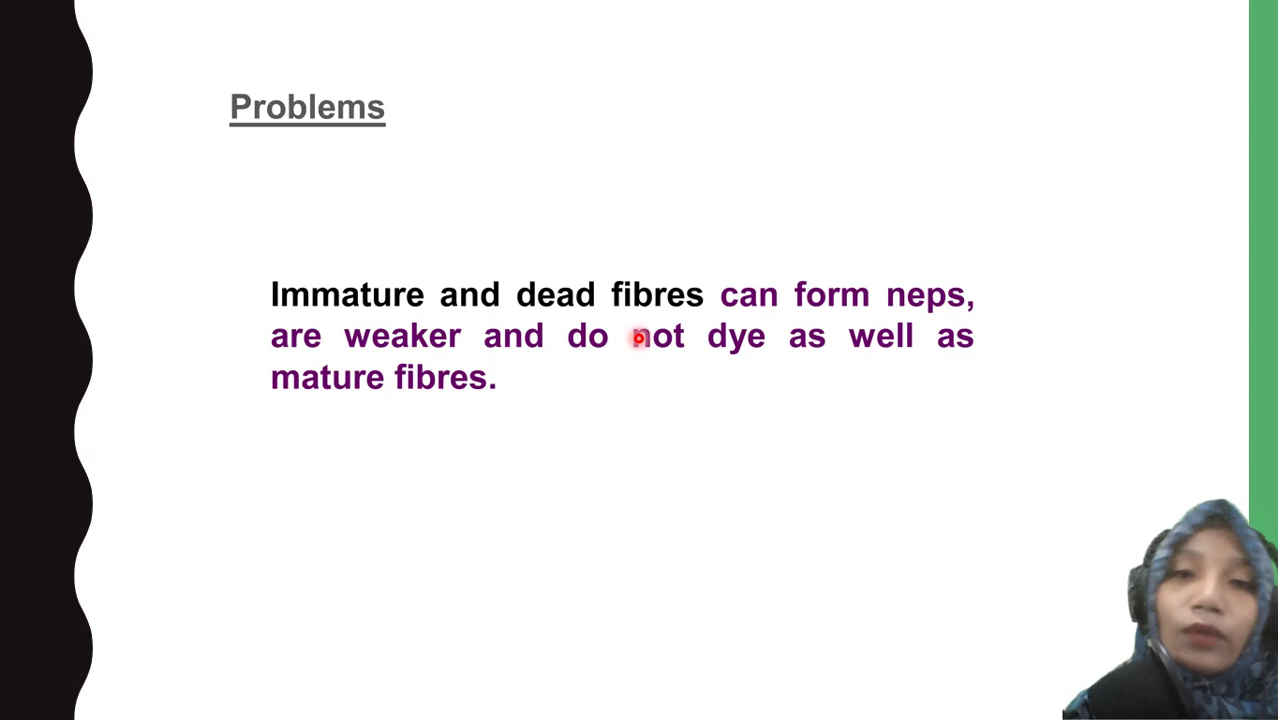 Problems
Immature and dead fibres can form neps,
are weaker and do not dye as well as
mature fibres.